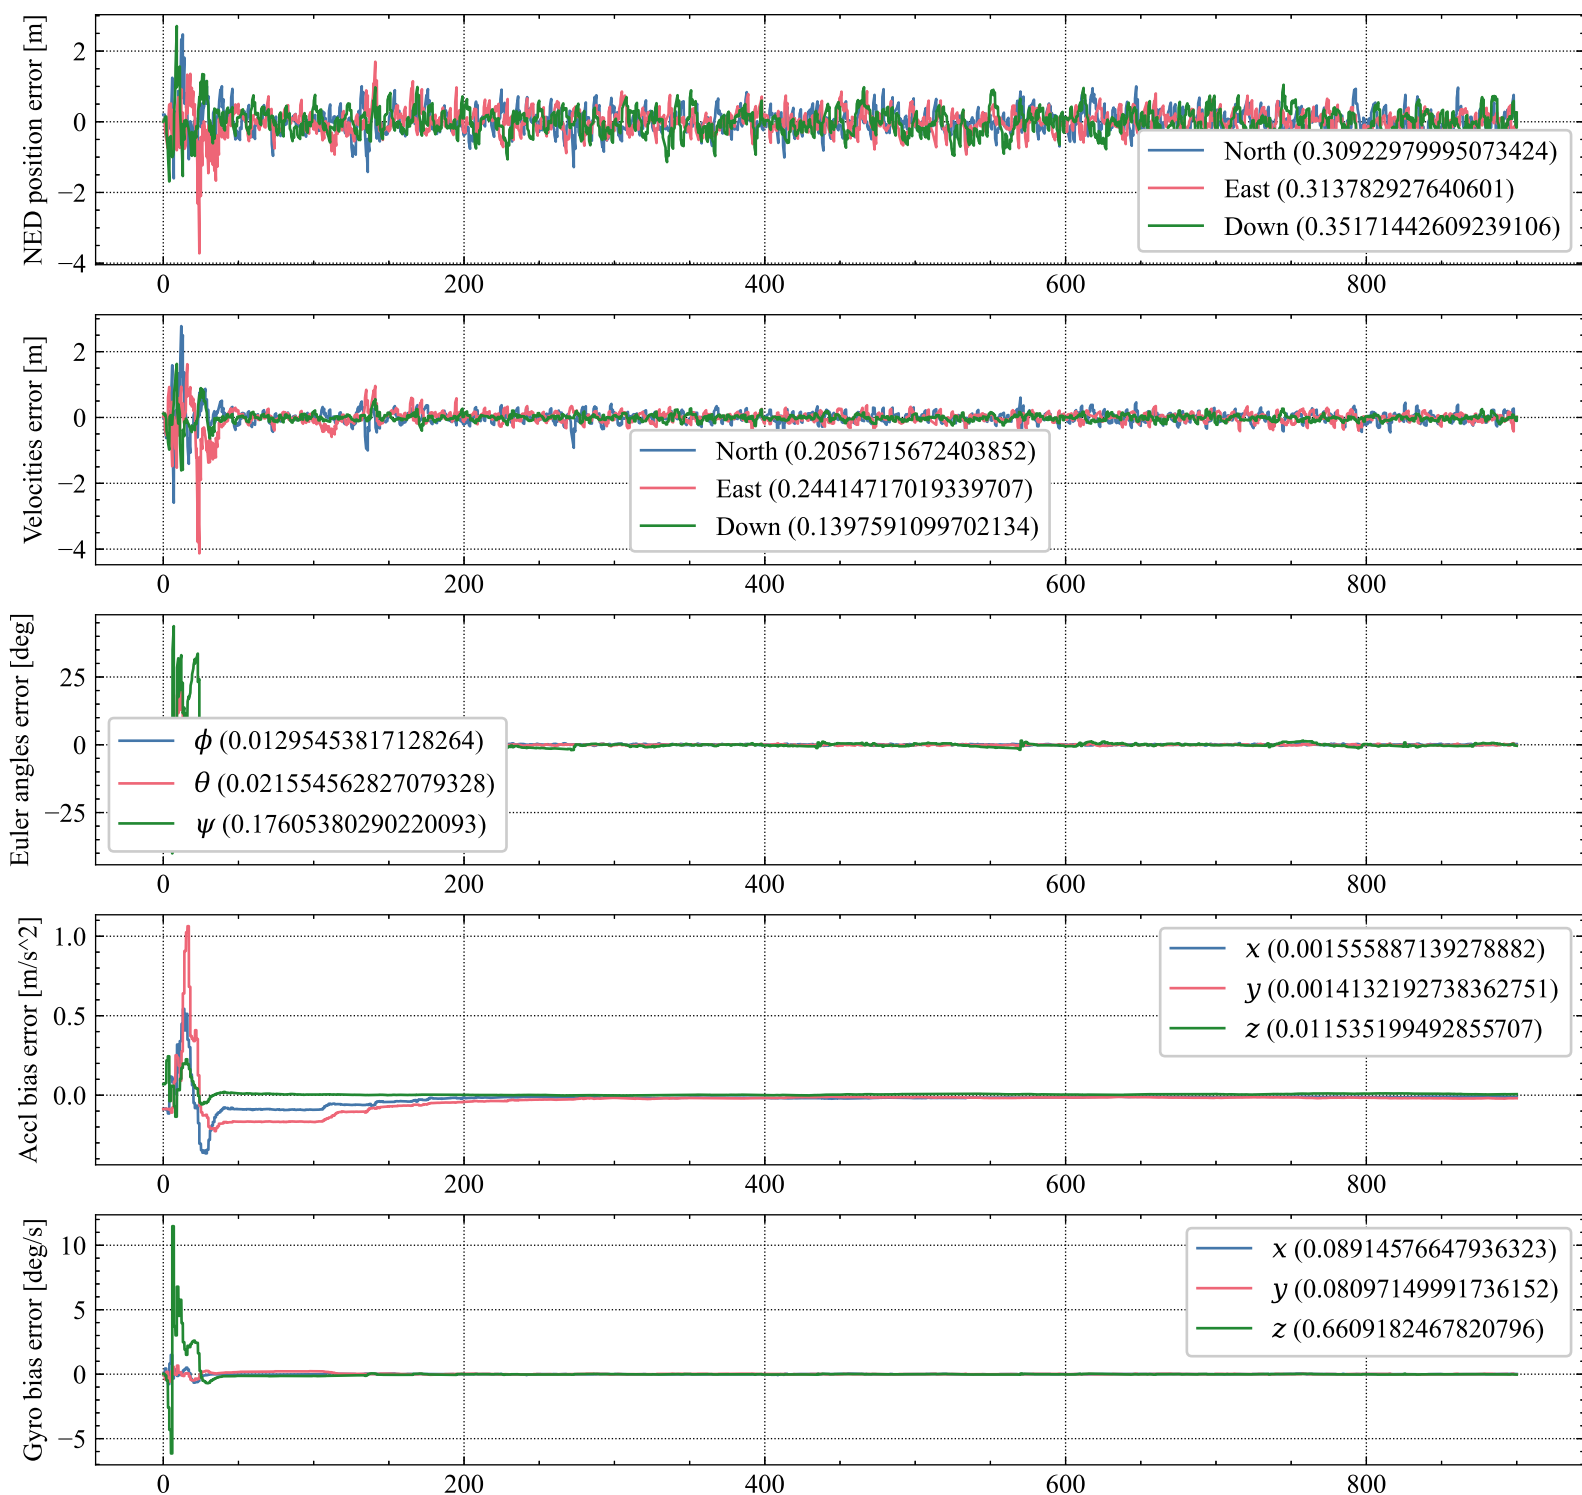 NED position error [m]
2
0
−2
−4
North (0.30922979995073424)
East (0.313782927640601)
Down (0.35171442609239106)
0 200 400 600 800
Velocities error [m]
2
0
−2
−4
North (0.2056715672403852)
East (0.24414717019339707)
Down (0.1397591099702134)
0 200 400 600 800
Euler angles error [deg]
25
0
−25
ϕ (0.01295453817128264)
θ (0.021554562827079328)
ψ (0.17605380290220093)
0 200 400 600 800
Accl bias error [m/s^2]
1.0
0.5
0.0
x (0.001555887139278882)
y (0.0014132192738362751)
z (0.011535199492855707)
0 200 400 600 800
Gyro bias error [deg/s]
10
5
0
−5
x (0.08914576647936323)
y (0.08097149991736152)
z (0.6609182467820796)
0 200 400 600 800